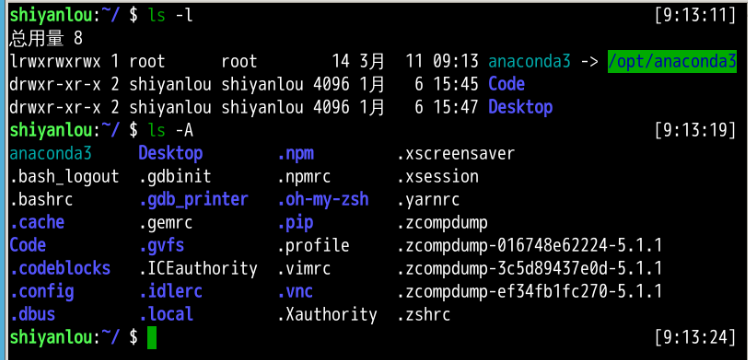 shiyanlou:~/ $ ls -l [9:13:11]
总用量 8
lrwxrwxrwx 1 root root 14 3月 11 09:13 anaconda3 -> /opt/anaconda3
drwxr-xr-x 2 shiyanlou shiyanlou 4096 1月 6 15:45 Code
drwxr-xr-x 2 shiyanlou shiyanlou 4096 1月 6 15:47 Desktop
shiyanlou:~/ $ ls -A [9:13:19]
anaconda3 Desktop .npm .xscreensaver
.bash_logout .gdbinit .npmrc .xsession
.bashrc .gdb_printer .oh-my-zsh .yarnrc
.cache .gemrc .pip .zcompdump
Code .gvfs .profile .zcompdump-016748e62224-5.1.1
.codeblocks .ICEauthority .vimrc .zcompdump-3c5d89437e0d-5.1.1
.config .idlerc .vnc .zcompdump-ef34fb1fc270-5.1.1
.dbus .local .Xauthority .zshrc
shiyanlou:~/ $ [9:13:24]